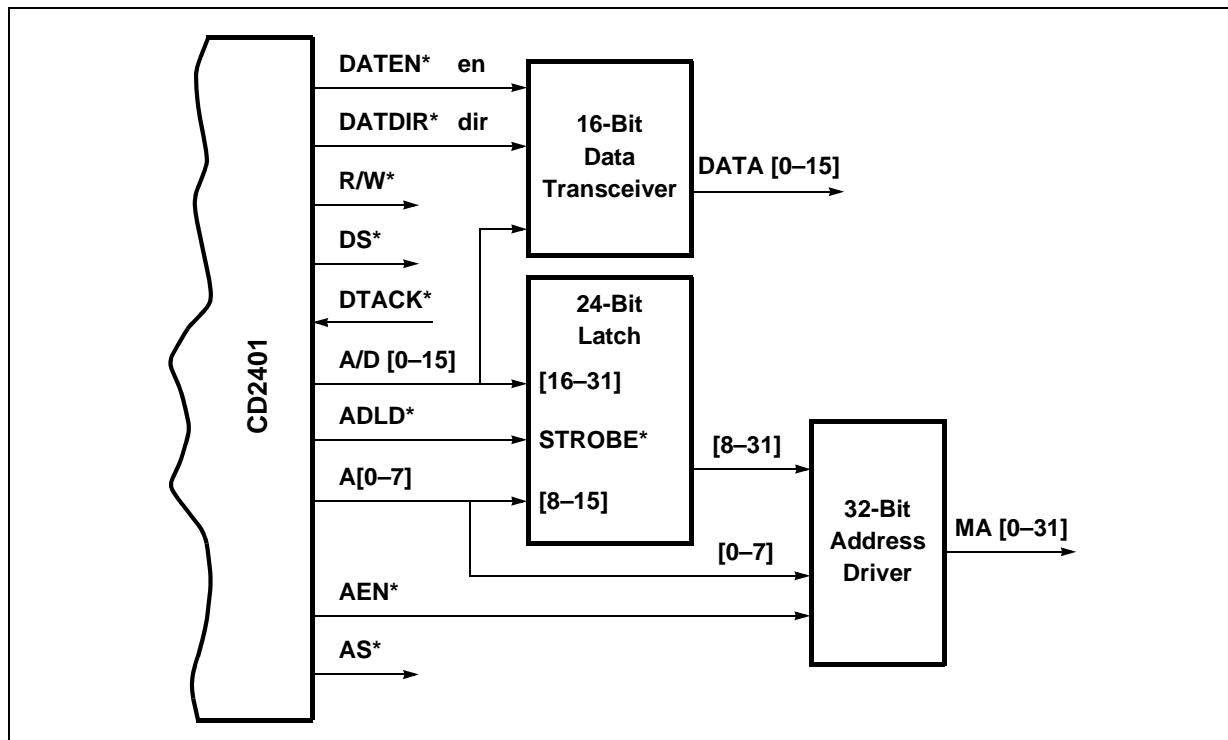 CD2401
DATEN* en
DATDIR* dir
R/W*
DS*
DTACK*
A/D [0–15]
ADLD*
A[0–7]
AEN*
AS*
16-Bit
Data
Transceiver
DATA [0–15]
24-Bit
Latch
[16–31]
STROBE*
[8–15]
[8–31]
[0–7]
32-Bit
Address
Driver
MA [0–31]